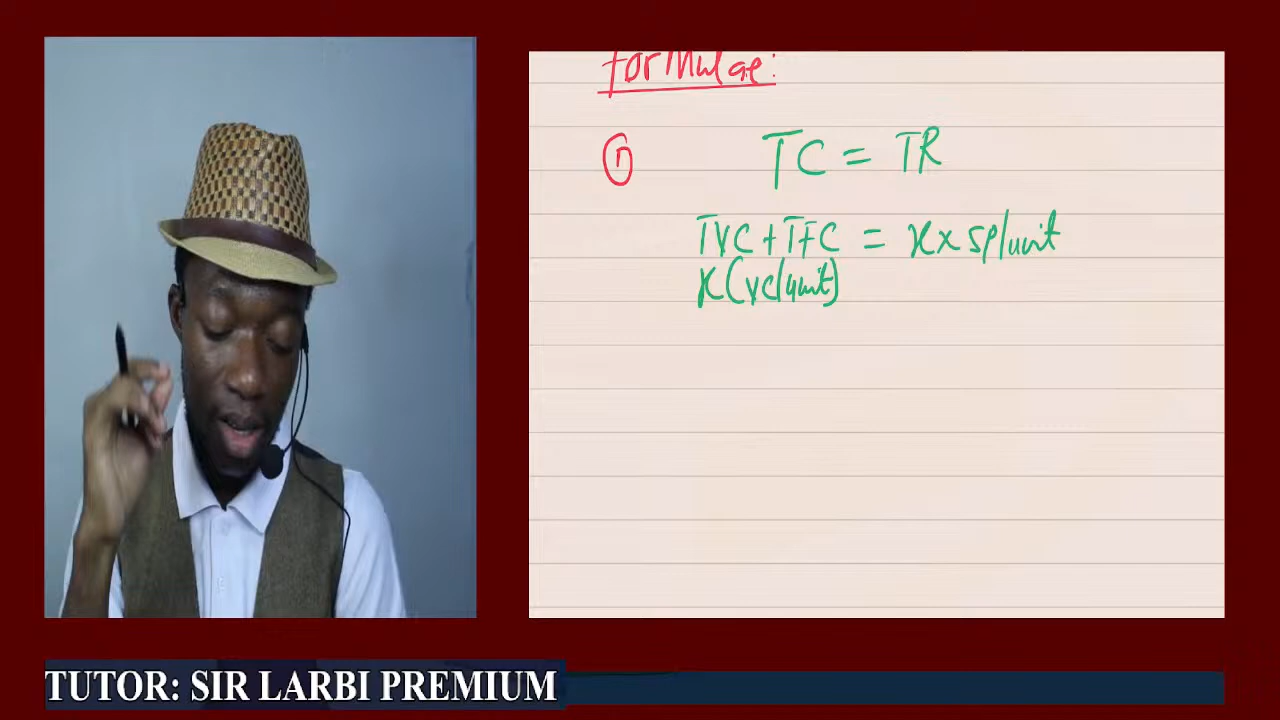 formulae:
① TC = TR
TVC + TFC = x × SP/unit
x(VC/unit)
TUTOR: SIR LARBI PREMIUM